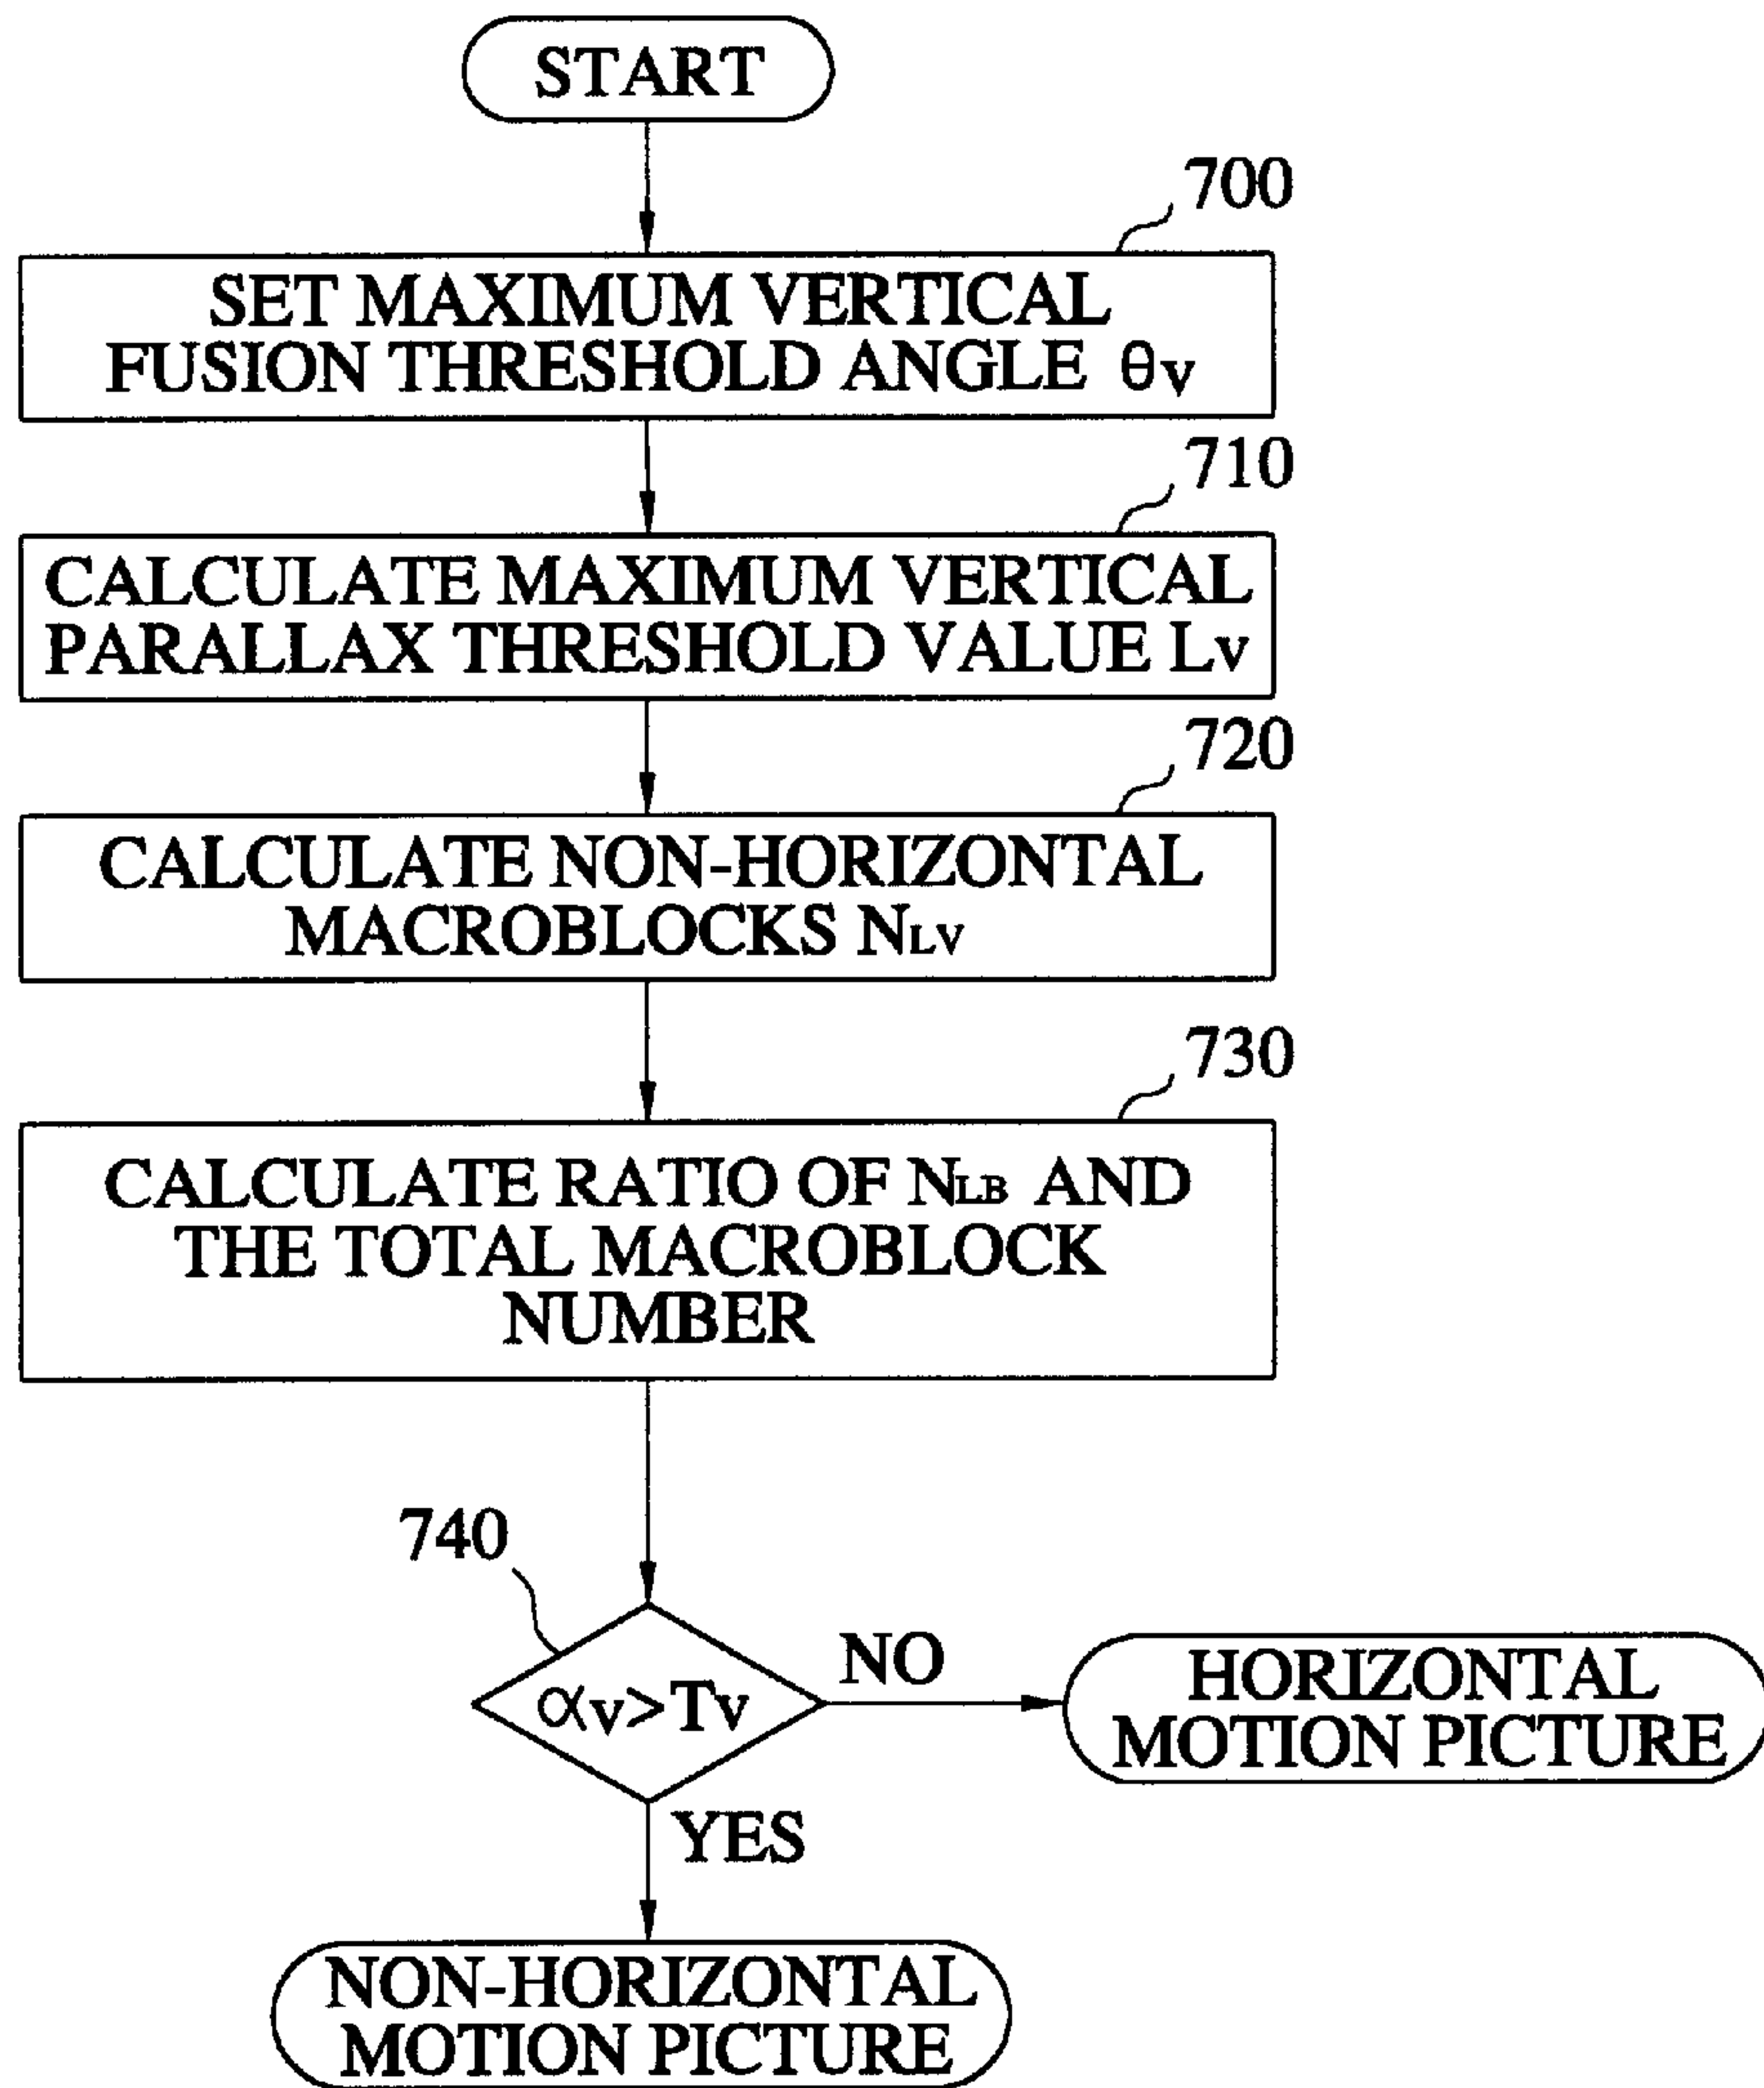 START
700
SET MAXIMUM VERTICAL
FUSION THRESHOLD ANGLE θv
710
CALCULATE MAXIMUM VERTICAL
PARALLAX THRESHOLD VALUE Lv
720
CALCULATE NON-HORIZONTAL
MACROBLOCKS NLV
730
CALCULATE RATIO OF NLB AND
THE TOTAL MACROBLOCK
NUMBER
740
αv>Tv
NO
HORIZONTAL
MOTION PICTURE
YES
NON-HORIZONTAL
MOTION PICTURE